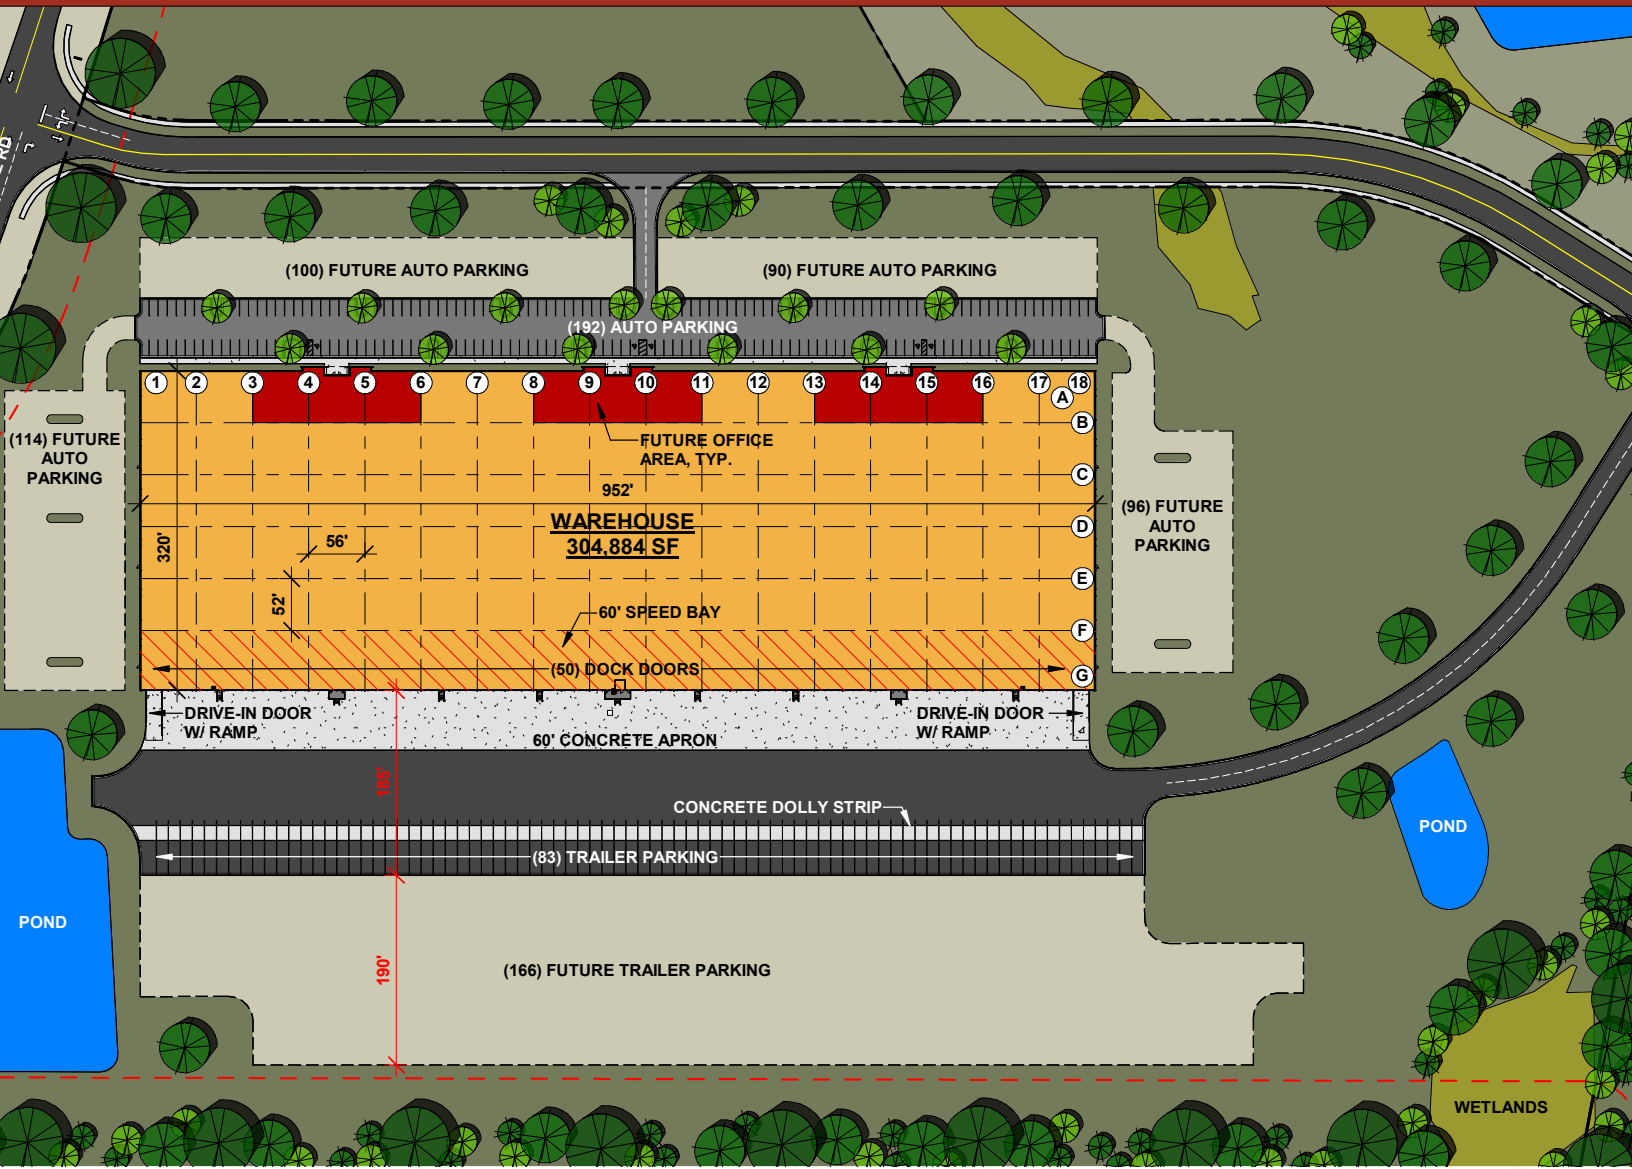 RD
(100) FUTURE AUTO PARKING
(90) FUTURE AUTO PARKING
(192) AUTO PARKING
1 2 3 4 5 6 7 8 9 10 11 12 13 14 15 16 17 18
A
B
(114) FUTURE
AUTO
PARKING
FUTURE OFFICE
AREA, TYP.
C
952'
(96) FUTURE
AUTO
PARKING
WAREHOUSE
304,884 SF
D
320'
56'
E
52'
60' SPEED BAY
F
(50) DOCK DOORS
G
DRIVE-IN DOOR
W/ RAMP
DRIVE-IN DOOR
W/ RAMP
60' CONCRETE APRON
185'
CONCRETE DOLLY STRIP
POND
(83) TRAILER PARKING
POND
190'
(166) FUTURE TRAILER PARKING
WETLANDS